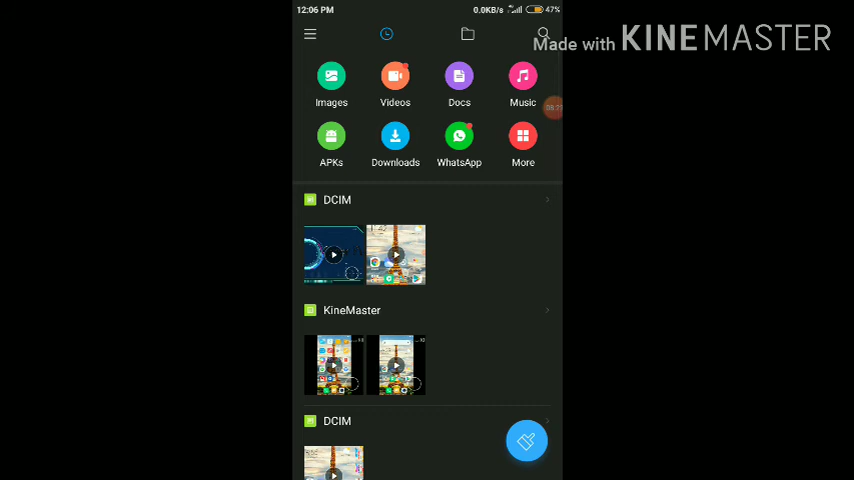 12:06 PM 0.0KB/s 47%
Made with KINEMASTER
Images Videos Docs Music
APKs Downloads WhatsApp More
DCIM
KineMaster
DCIM